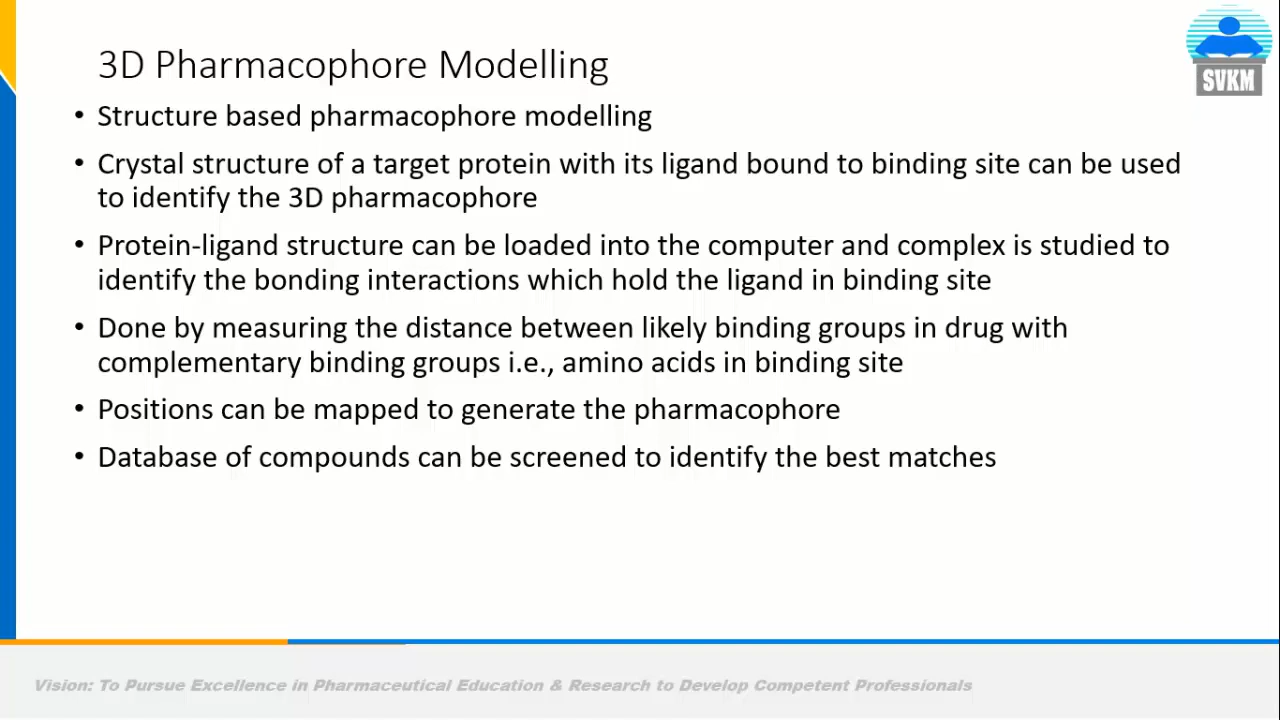 3D Pharmacophore Modelling
SVKM
• Structure based pharmacophore modelling
• Crystal structure of a target protein with its ligand bound to binding site can be used
to identify the 3D pharmacophore
• Protein-ligand structure can be loaded into the computer and complex is studied to
identify the bonding interactions which hold the ligand in binding site
• Done by measuring the distance between likely binding groups in drug with
complementary binding groups i.e., amino acids in binding site
• Positions can be mapped to generate the pharmacophore
• Database of compounds can be screened to identify the best matches
Vision: To Pursue Excellence in Pharmaceutical Education & Research to Develop Competent Professionals